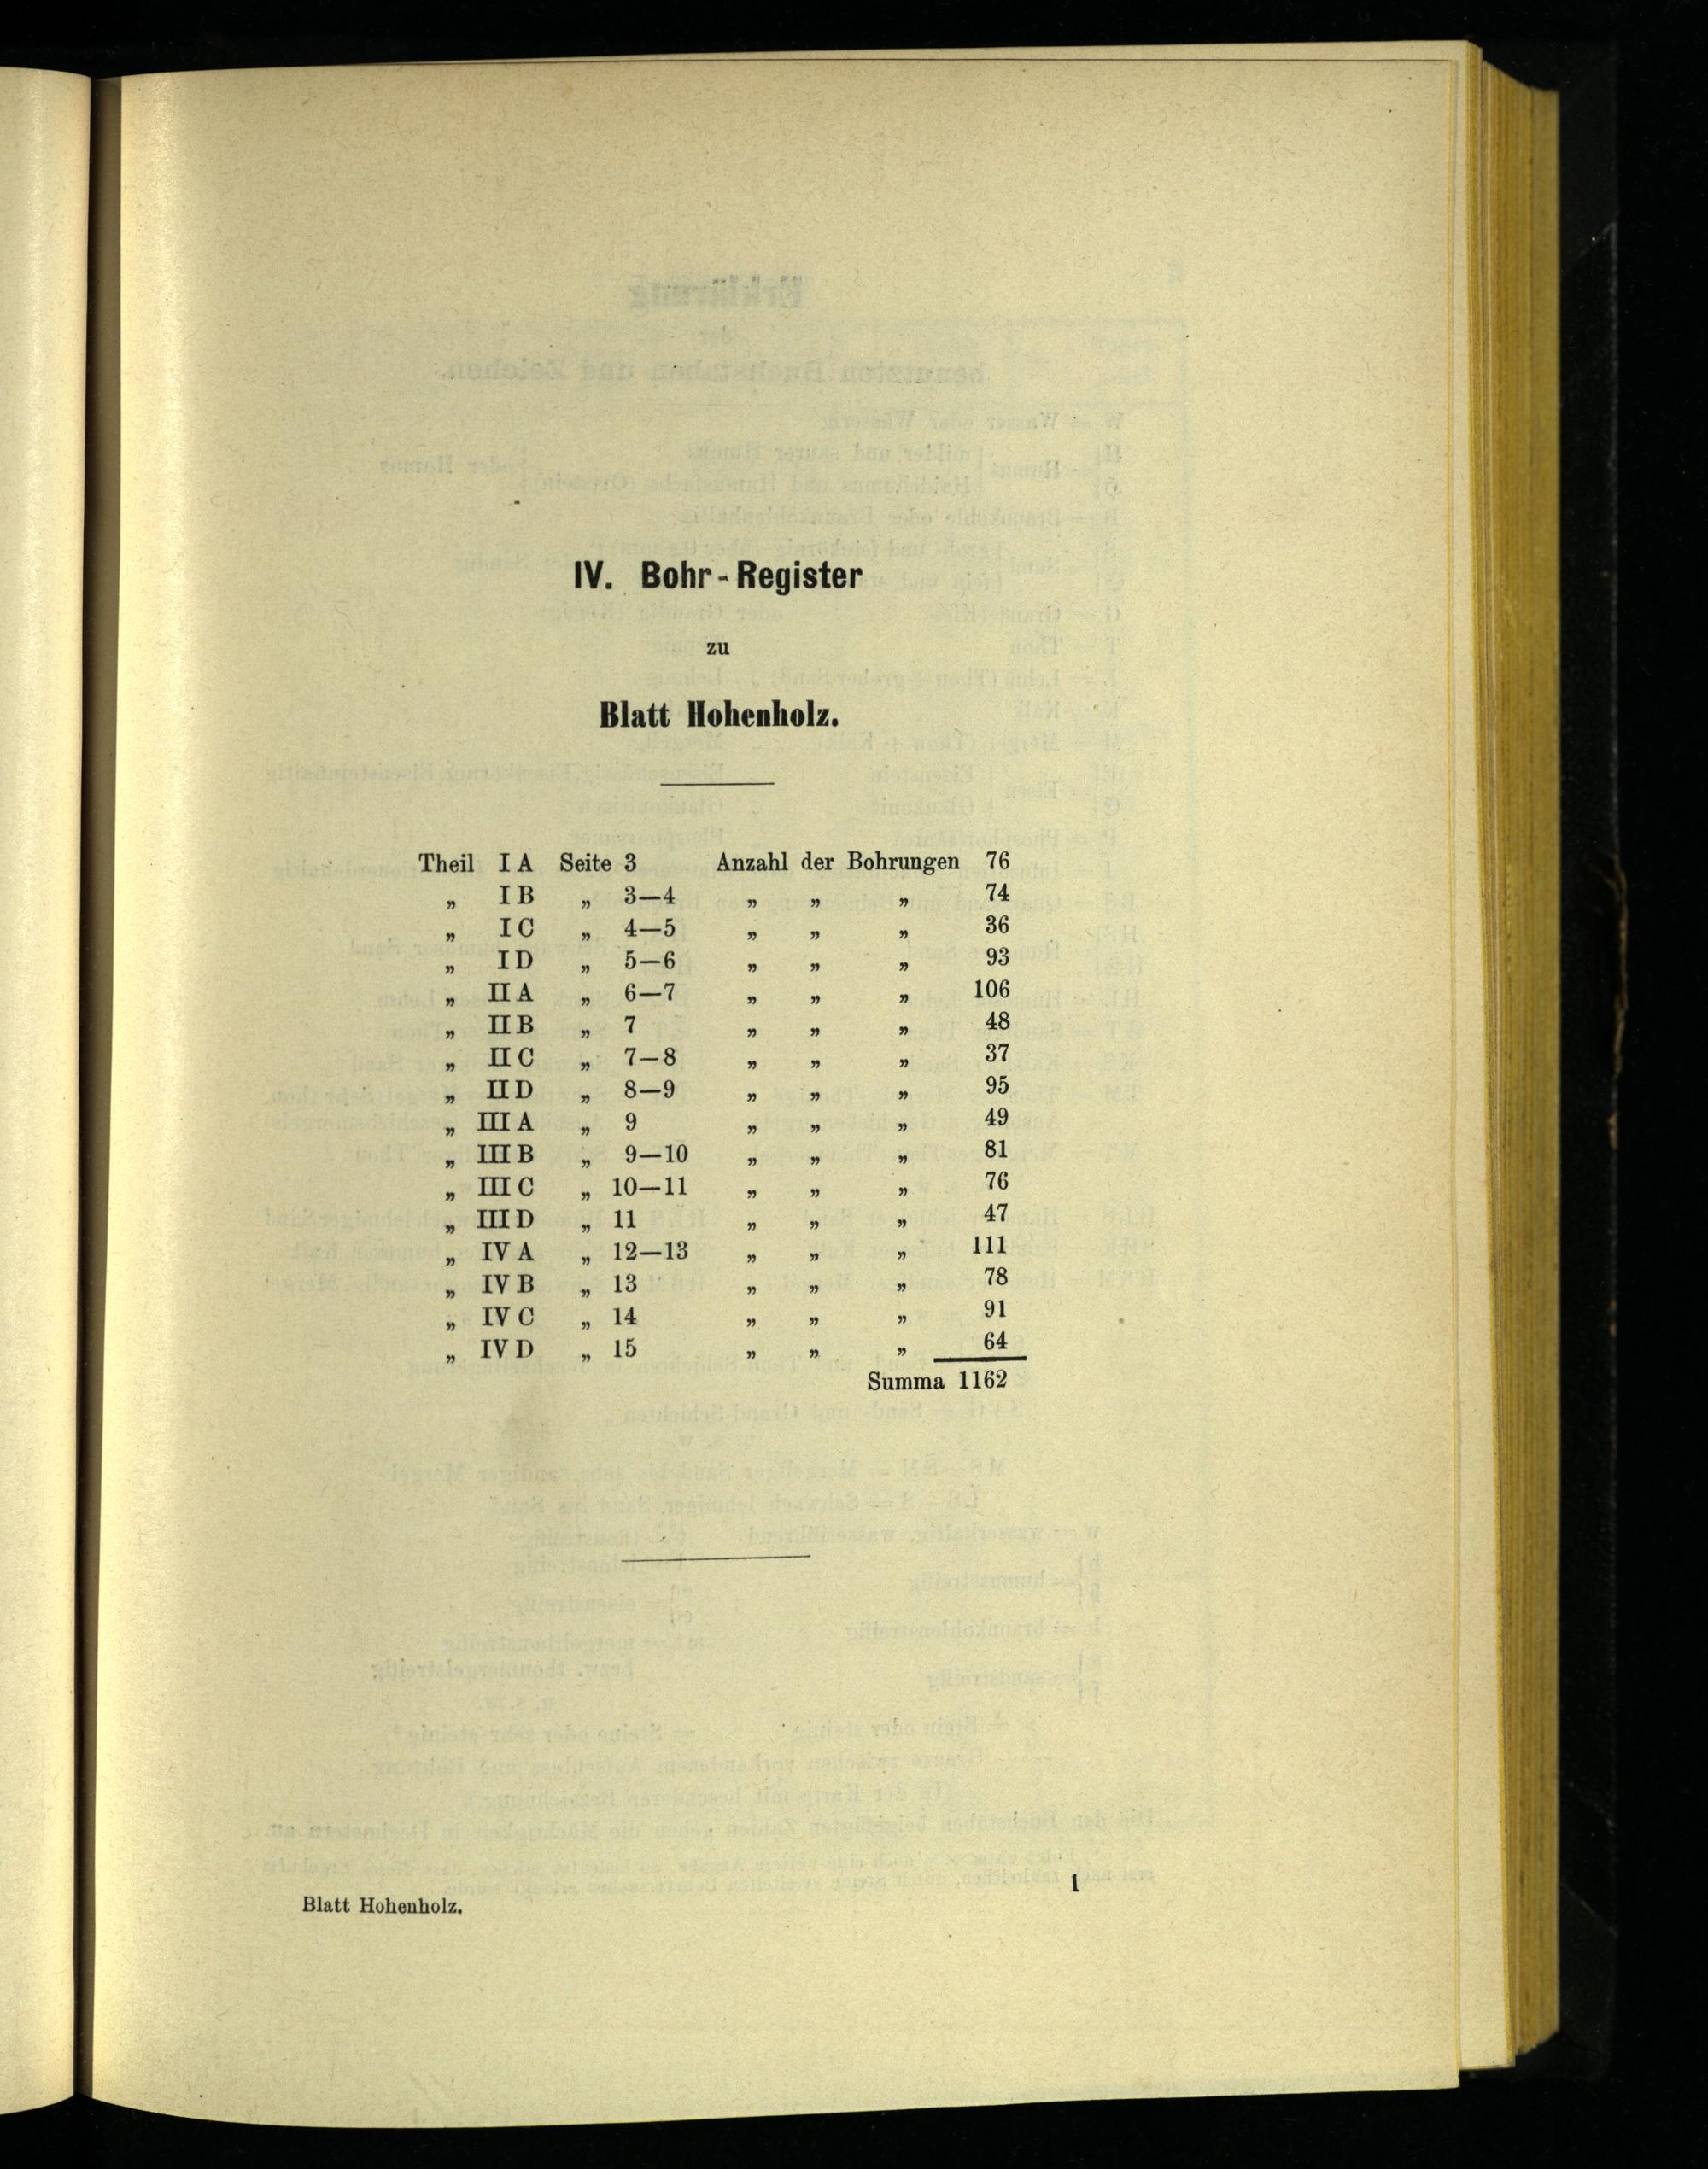 IV. Bohr-Register
zu
Blatt Hohenholz.
Theil I A Seite 3 Anzahl der Bohrungen 76
„ I B „ 3—4 „ „ „ 74
„ I C „ 4—5 „ „ „ 36
„ I D „ 5—6 „ „ „ 93
„ II A „ 6—7 „ „ „ 106
„ II B „ 7 „ „ „ 48
„ II C „ 7—8 „ „ „ 37
„ II D „ 8—9 „ „ „ 95
„ III A „ 9 „ „ „ 49
„ III B „ 9—10 „ „ „ 81
„ III C „ 10—11 „ „ „ 76
„ III D „ 11 „ „ „ 47
„ IV A „ 12—13 „ „ „ 111
„ IV B „ 13 „ „ „ 78
„ IV C „ 14 „ „ „ 91
„ IV D „ 15 „ „ „ 64
Summa 1162
1
Blatt Hohenholz.